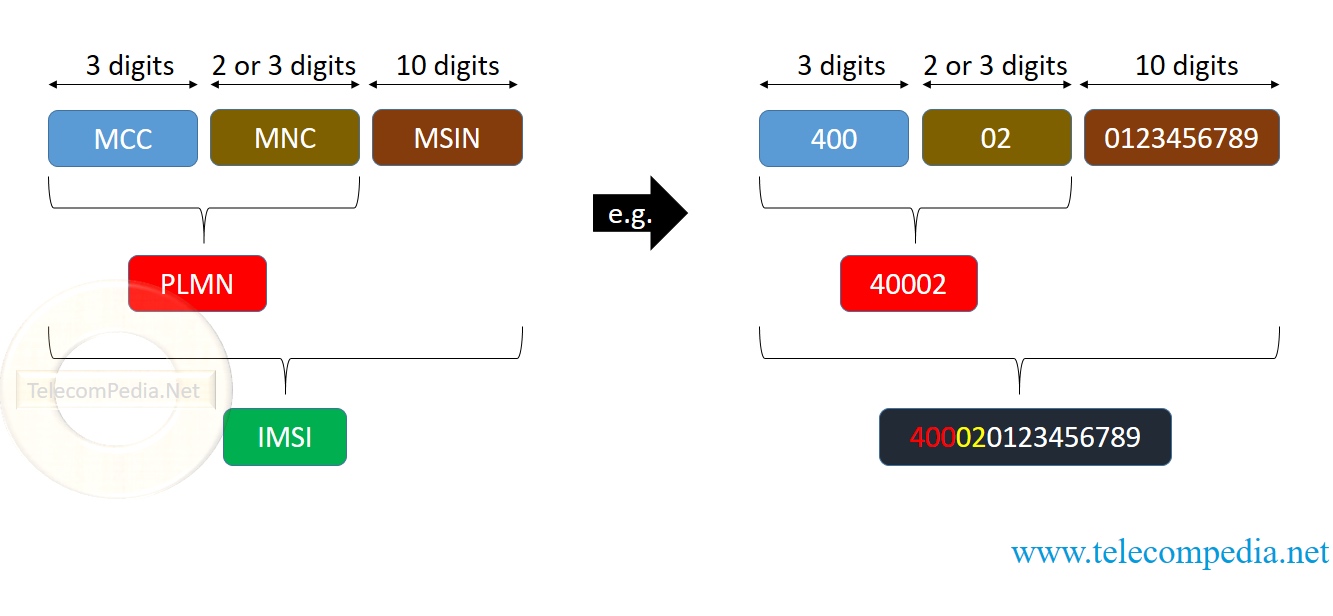 3 digits 2 or 3 digits 10 digits
MCC MNC MSIN
PLMN
IMSI
TelecomPedia.Net
e.g.
3 digits 2 or 3 digits 10 digits
400 02 0123456789
40002
400020123456789
www.telecompedia.net